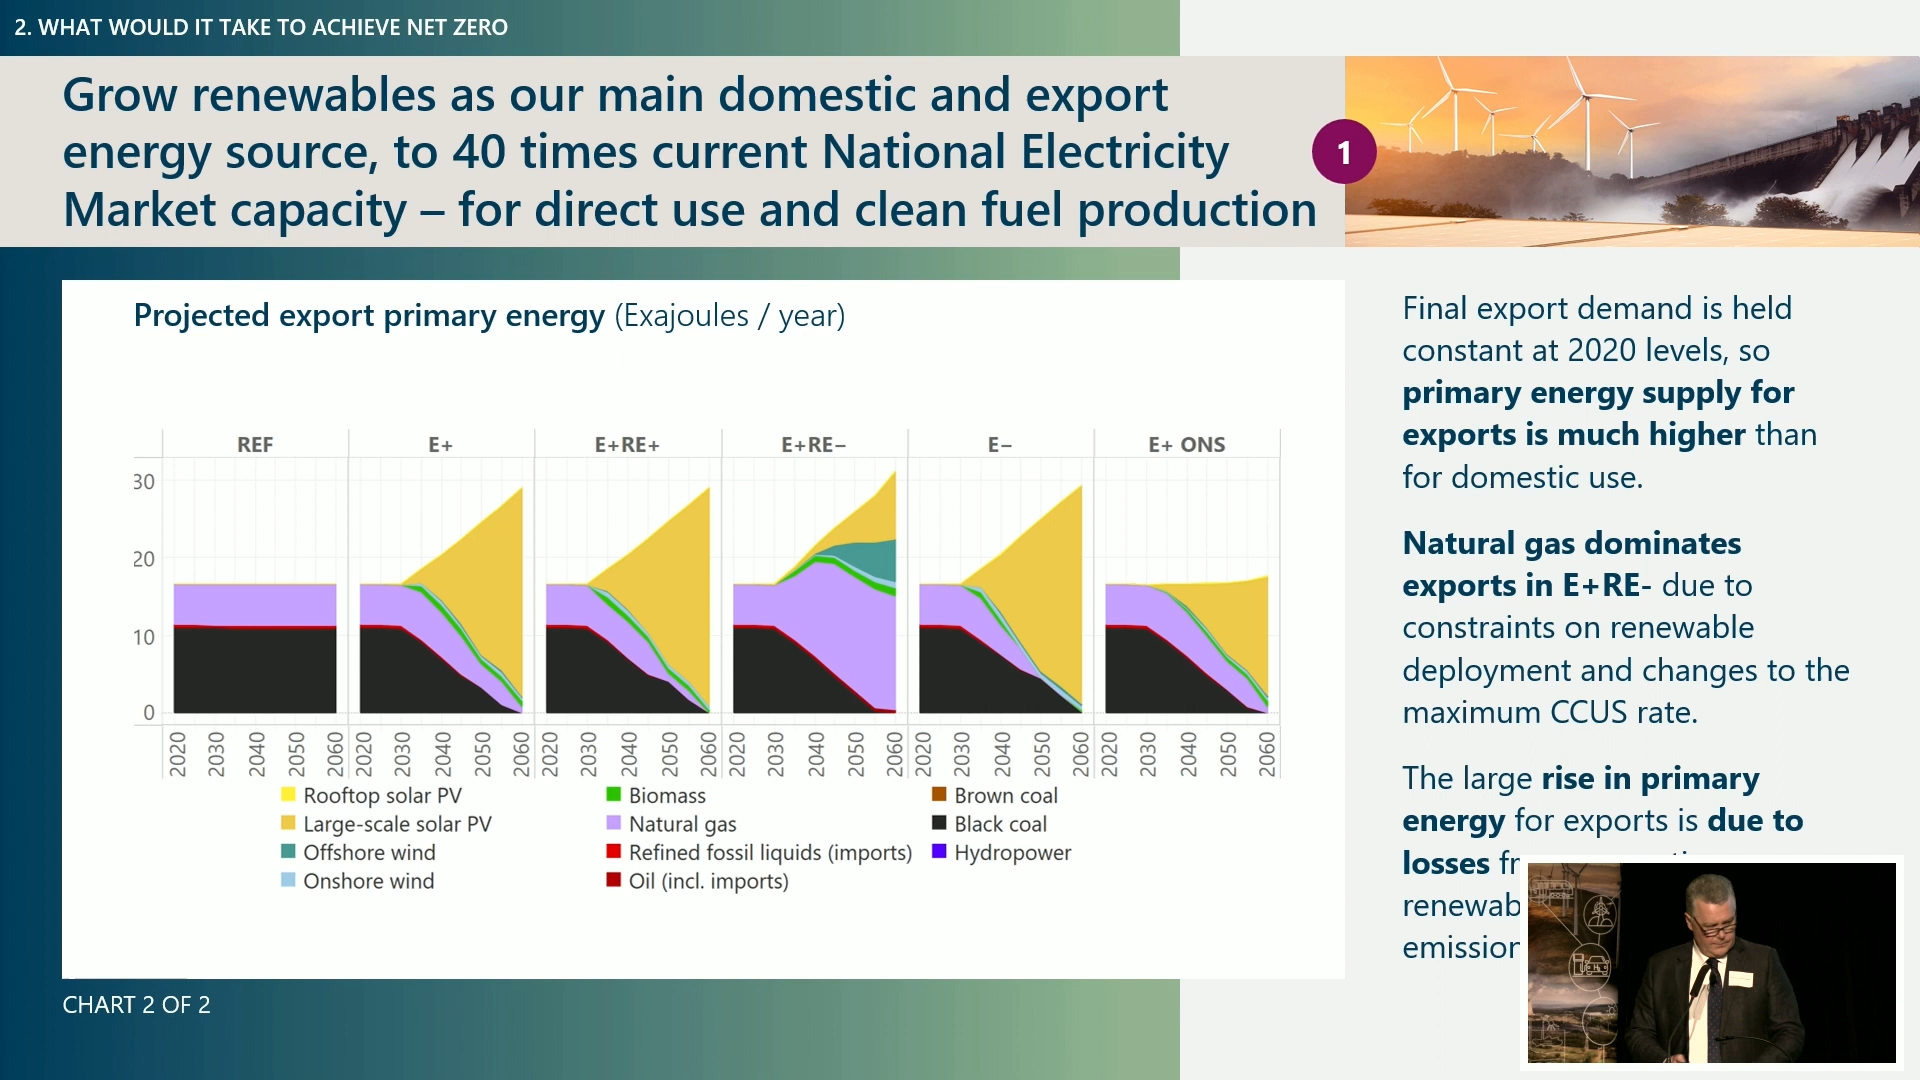 2. WHAT WOULD IT TAKE TO ACHIEVE NET ZERO
Grow renewables as our main domestic and export
energy source, to 40 times current National Electricity
Market capacity – for direct use and clean fuel production
1
Projected export primary energy (Exajoules / year)
REF E+ E+RE+ E+RE− E− E+ ONS
30
20
10
0
2020 2030 2040 2050 2060 2020 2030 2040 2050 2060 2020 2030 2040 2050 2060 2020 2030 2040 2050 2060 2020 2030 2040 2050 2060 2020 2030 2040 2050 2060
Rooftop solar PV
Large-scale solar PV
Offshore wind
Onshore wind
Biomass
Natural gas
Refined fossil liquids (imports)
Oil (incl. imports)
Brown coal
Black coal
Hydropower
Final export demand is held
constant at 2020 levels, so
primary energy supply for
exports is much higher than
for domestic use.
Natural gas dominates
exports in E+RE- due to
constraints on renewable
deployment and changes to the
maximum CCUS rate.
The large rise in primary
energy for exports is due to
losses
CHART 2 OF 2